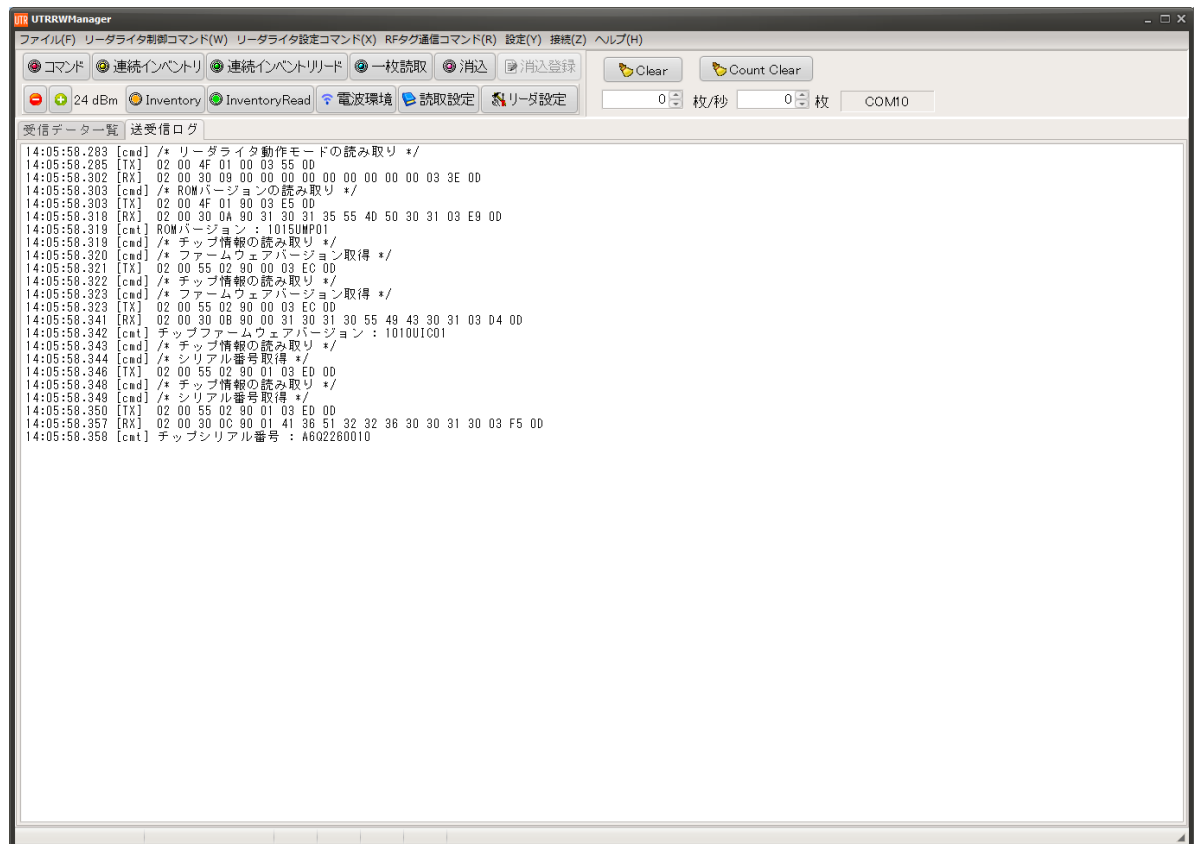 UTR UTRRWManager
ファイル(F) リーダライタ制御コマンド(W) リーダライタ設定コマンド(X) RFタグ通信コマンド(R) 設定(Y) 接続(Z) ヘルプ(H)
コマンド 連続インベントリ 連続インベントリリード 一枚読取 消込 消込登録 Clear Count Clear
24 dBm Inventory InventoryRead 電波環境 読取設定 リーダ設定 0 枚/秒 0 枚 COM10
受信データ一覧 送受信ログ
14:05:58.283 [cmd] /* リーダライタ動作モードの読み取り */
14:05:58.285 [TX] 02 00 4F 01 00 03 55 0D
14:05:58.302 [RX] 02 00 30 09 00 00 00 00 00 00 00 00 00 03 3E 0D
14:05:58.303 [cmd] /* ROMバージョンの読み取り */
14:05:58.303 [TX] 02 00 4F 01 90 03 E5 0D
14:05:58.318 [RX] 02 00 30 0A 90 31 30 31 35 55 4D 50 30 31 03 E9 0D
14:05:58.319 [cmt] ROMバージョン : 1015UMP01
14:05:58.319 [cmd] /* チップ情報の読み取り */
14:05:58.320 [cmd] /* ファームウェアバージョン取得 */
14:05:58.321 [TX] 02 00 55 02 90 00 03 EC 0D
14:05:58.322 [cmd] /* チップ情報の読み取り */
14:05:58.323 [cmd] /* ファームウェアバージョン取得 */
14:05:58.323 [TX] 02 00 55 02 90 00 03 EC 0D
14:05:58.341 [RX] 02 00 30 0B 90 00 31 30 31 30 55 49 43 30 31 03 D4 0D
14:05:58.342 [cmt] チップファームウェアバージョン : 1010UIC01
14:05:58.343 [cmd] /* チップ情報の読み取り */
14:05:58.344 [cmd] /* シリアル番号取得 */
14:05:58.346 [TX] 02 00 55 02 90 01 03 ED 0D
14:05:58.348 [cmd] /* チップ情報の読み取り */
14:05:58.349 [cmd] /* シリアル番号取得 */
14:05:58.350 [TX] 02 00 55 02 90 01 03 ED 0D
14:05:58.357 [RX] 02 00 30 0C 90 01 41 36 51 32 32 36 30 30 31 30 03 F5 0D
14:05:58.358 [cmt] チップシリアル番号 : A6Q2260010